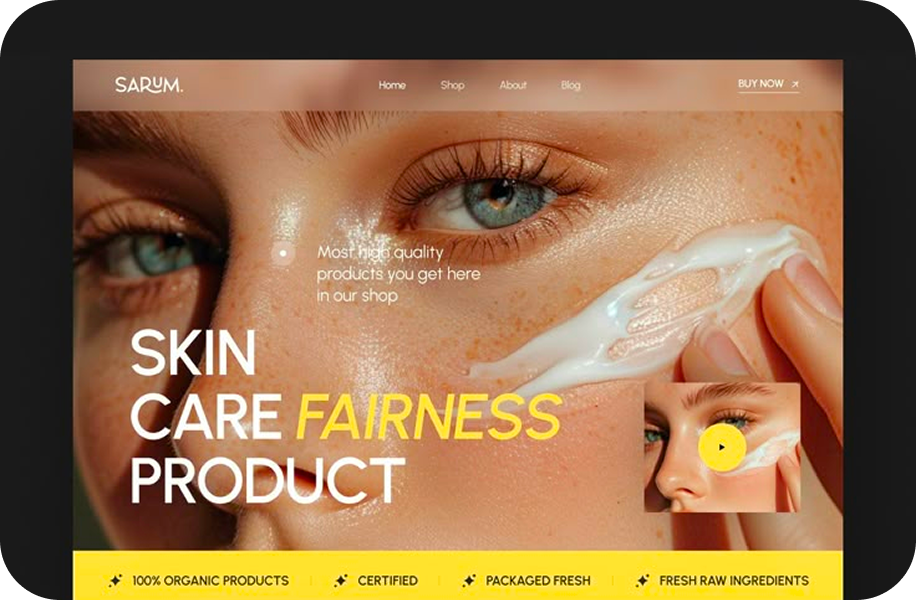 SARUM.
Home Shop About Blog
BUY NOW
Most high quality
products you get here
in our shop
SKIN
CARE FAIRNESS
PRODUCT
100% ORGANIC PRODUCTS CERTIFIED PACKAGED FRESH FRESH RAW INGREDIENTS